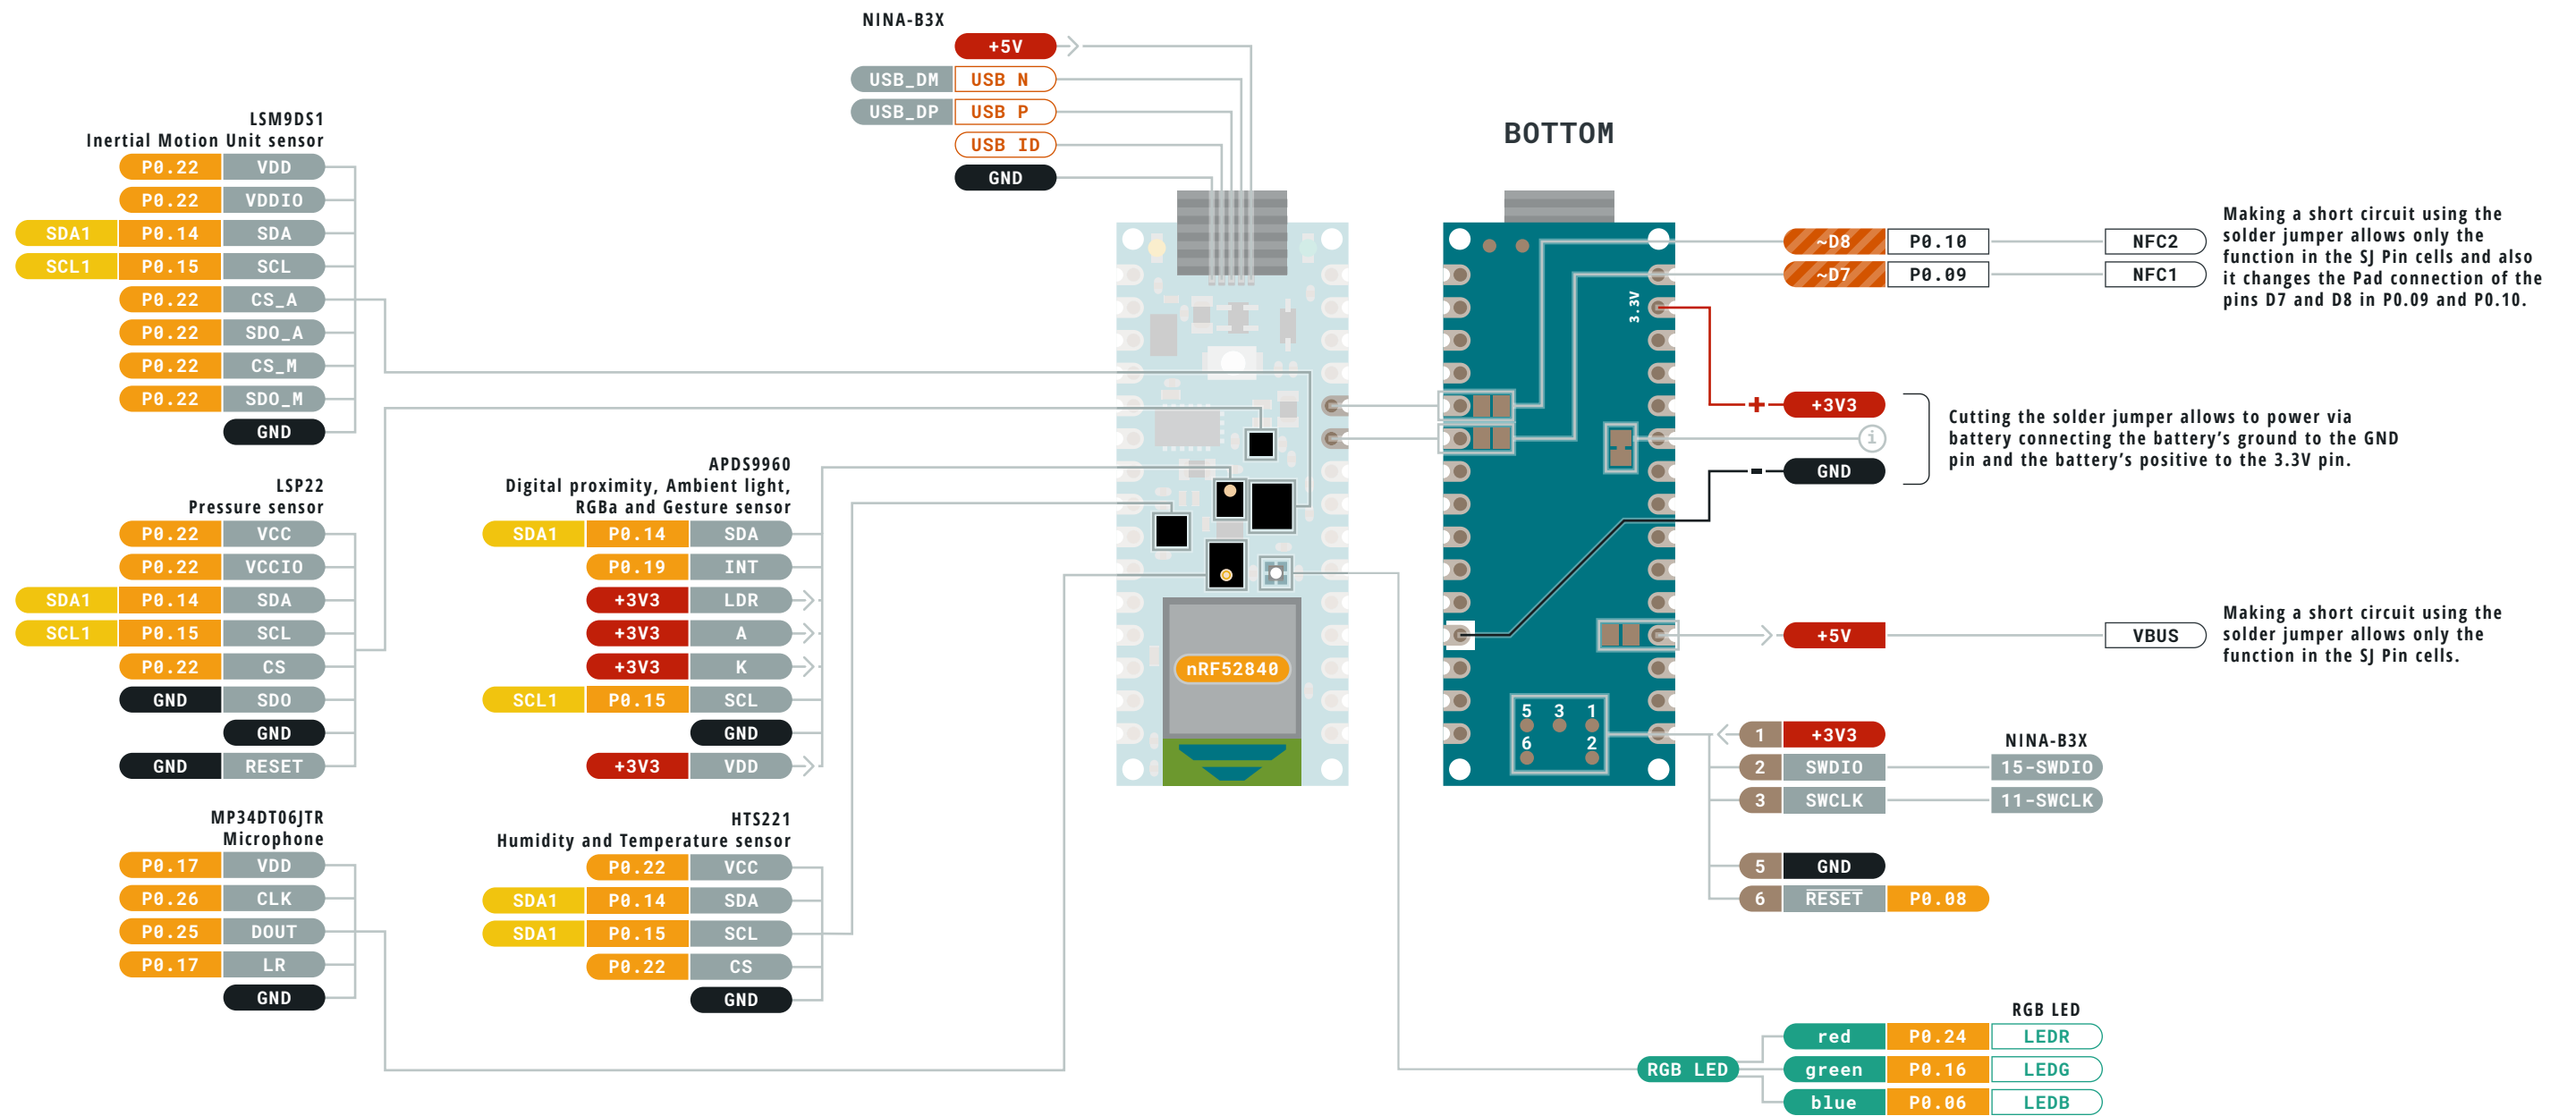 NINA-B3X
+5V
USB_DM USB N
USB_DP USB P
USB ID
GND
LSM9DS1
Inertial Motion Unit sensor
P0.22 VDD
P0.22 VDDIO
SDA1 P0.14 SDA
SCL1 P0.15 SCL
P0.22 CS_A
P0.22 SDO_A
P0.22 CS_M
P0.22 SDO_M
GND
LSP22
Pressure sensor
P0.22 VCC
P0.22 VCCIO
SDA1 P0.14 SDA
SCL1 P0.15 SCL
P0.22 CS
GND SDO
GND
GND RESET
MP34DT06JTR
Microphone
P0.17 VDD
P0.26 CLK
P0.25 DOUT
P0.17 LR
GND
APDS9960
Digital proximity, Ambient light,
RGBa and Gesture sensor
SDA1 P0.14 SDA
P0.19 INT
+3V3 LDR
+3V3 A
+3V3 K
SCL1 P0.15 SCL
GND
+3V3 VDD
HTS221
Humidity and Temperature sensor
P0.22 VCC
SDA1 P0.14 SDA
SDA1 P0.15 SCL
P0.22 CS
GND
nRF52840
BOTTOM
3.3V
5 3 1
6 2
~D8 P0.10 NFC2
~D7 P0.09 NFC1
Making a short circuit using the
solder jumper allows only the
function in the SJ Pin cells and also
it changes the Pad connection of the
pins D7 and D8 in P0.09 and P0.10.
+ +3V3
i
- GND
Cutting the solder jumper allows to power via
battery connecting the battery's ground to the GND
pin and the battery's positive to the 3.3V pin.
+5V VBUS
Making a short circuit using the
solder jumper allows only the
function in the SJ Pin cells.
NINA-B3X
1 +3V3
2 SWDIO 15-SWDIO
3 SWCLK 11-SWCLK
5 GND
6 RESET P0.08
RGB LED
RGB LED
red P0.24 LEDR
green P0.16 LEDG
blue P0.06 LEDB